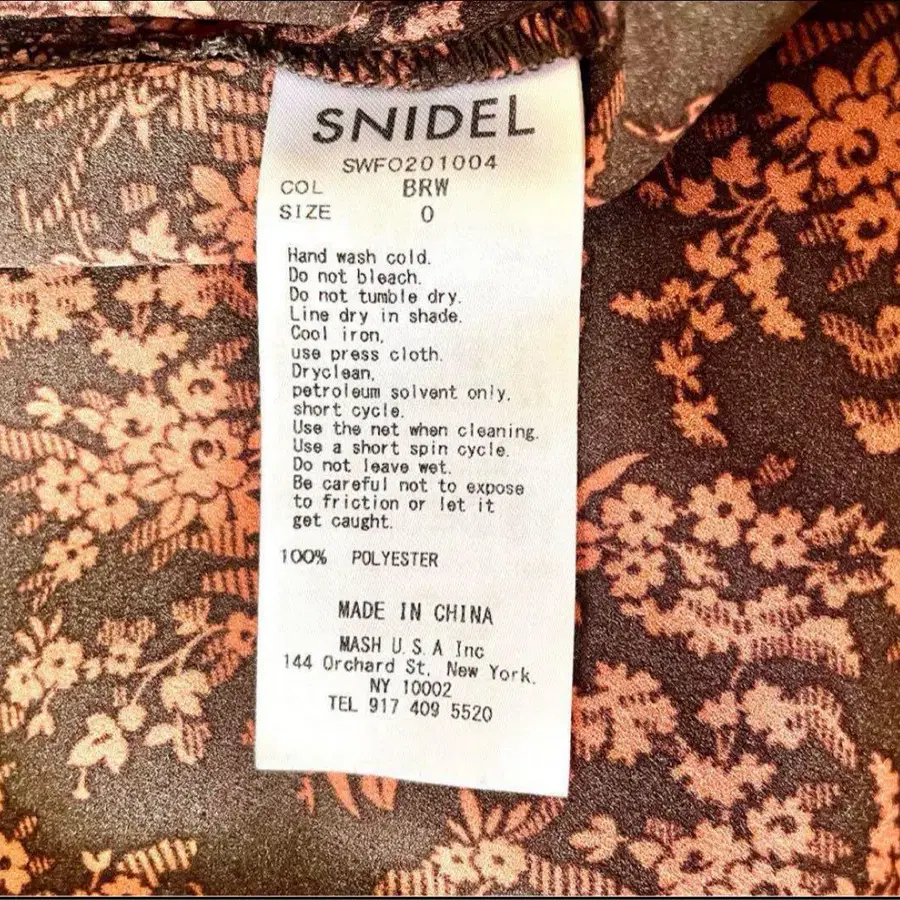 SNIDEL
SWFO201004
COL BRW
SIZE 0
Hand wash cold.
Do not bleach.
Do not tumble dry.
Line dry in shade.
Cool iron,
use press cloth.
Dryclean,
petroleum solvent only,
short cycle.
Use the net when cleaning.
Use a short spin cycle.
Do not leave wet.
Be careful not to expose
to friction or let it
get caught.
100% POLYESTER
MADE IN CHINA
MASH U.S.A Inc
144 Orchard St, New York,
NY 10002
TEL 917 409 5520